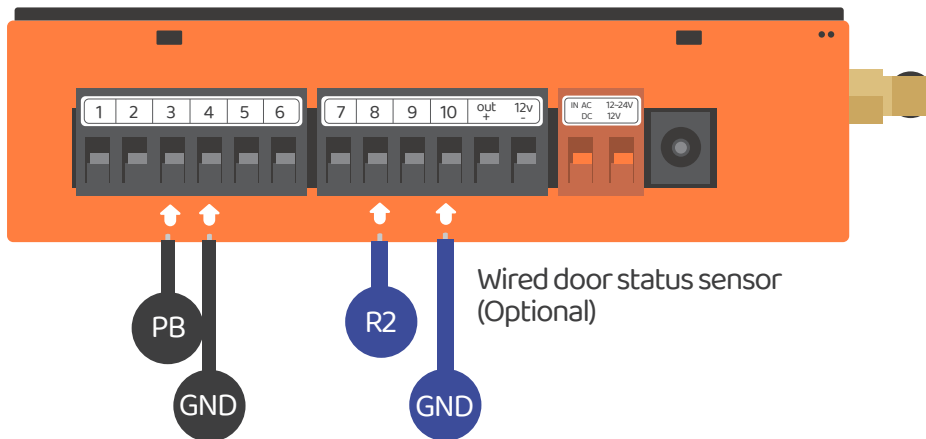 1 2 3 4 5 6
7 8 9 10 out + 12v -
IN AC 12~24V
DC 12V
Wired door status sensor
(Optional)
PB
R2
GND
GND